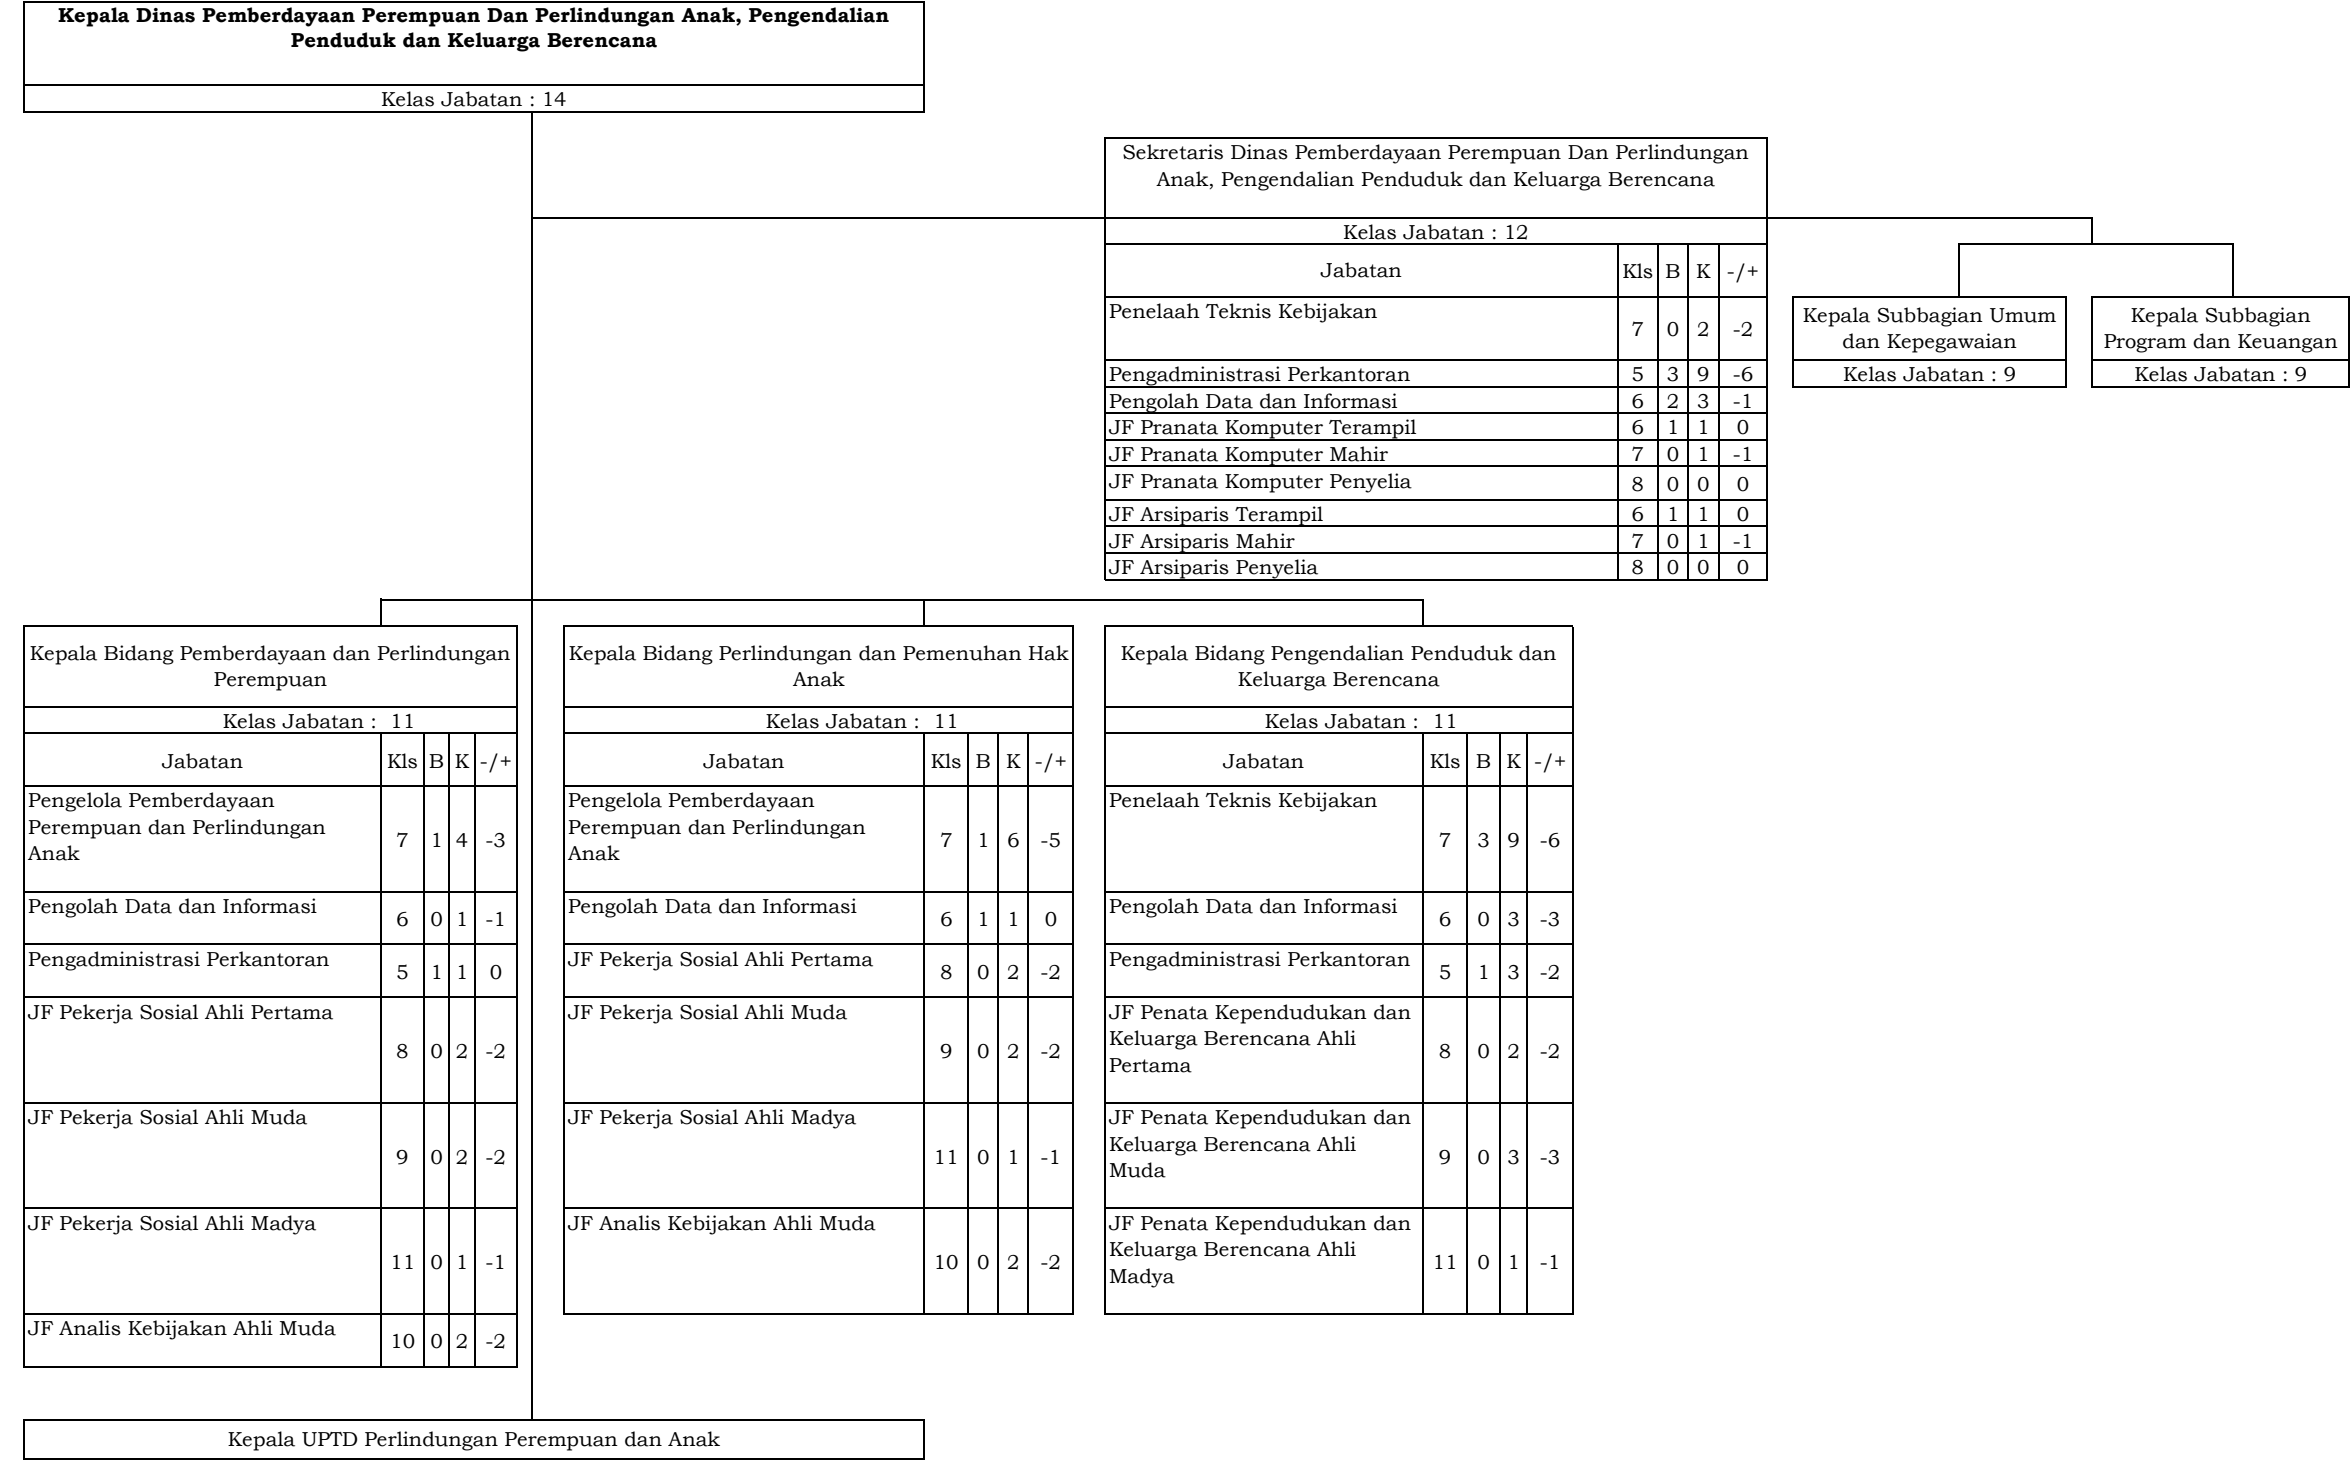 Kepala Dinas Pemberdayaan Perempuan Dan Perlindungan Anak, Pengendalian
Penduduk dan Keluarga Berencana
Kelas Jabatan : 14
Sekretaris Dinas Pemberdayaan Perempuan Dan Perlindungan
Anak, Pengendalian Penduduk dan Keluarga Berencana
Kelas Jabatan : 12
Jabatan Kls B K -/+
Penelaah Teknis Kebijakan 7 0 2 -2
Pengadministrasi Perkantoran 5 3 9 -6
Pengolah Data dan Informasi 6 2 3 -1
JF Pranata Komputer Terampil 6 1 1 0
JF Pranata Komputer Mahir 7 0 1 -1
JF Pranata Komputer Penyelia 8 0 0 0
JF Arsiparis Terampil 6 1 1 0
JF Arsiparis Mahir 7 0 1 -1
JF Arsiparis Penyelia 8 0 0 0
Kepala Subbagian Umum
dan Kepegawaian
Kelas Jabatan : 9
Kepala Subbagian
Program dan Keuangan
Kelas Jabatan : 9
Kepala Bidang Pemberdayaan dan Perlindungan
Perempuan
Kelas Jabatan : 11
Jabatan Kls B K -/+
Pengelola Pemberdayaan
Perempuan dan Perlindungan
Anak 7 1 4 -3
Pengolah Data dan Informasi 6 0 1 -1
Pengadministrasi Perkantoran 5 1 1 0
JF Pekerja Sosial Ahli Pertama 8 0 2 -2
JF Pekerja Sosial Ahli Muda 9 0 2 -2
JF Pekerja Sosial Ahli Madya 11 0 1 -1
JF Analis Kebijakan Ahli Muda 10 0 2 -2
Kepala Bidang Perlindungan dan Pemenuhan Hak
Anak
Kelas Jabatan : 11
Jabatan Kls B K -/+
Pengelola Pemberdayaan
Perempuan dan Perlindungan
Anak 7 1 6 -5
Pengolah Data dan Informasi 6 1 1 0
JF Pekerja Sosial Ahli Pertama 8 0 2 -2
JF Pekerja Sosial Ahli Muda 9 0 2 -2
JF Pekerja Sosial Ahli Madya 11 0 1 -1
JF Analis Kebijakan Ahli Muda 10 0 2 -2
Kepala Bidang Pengendalian Penduduk dan
Keluarga Berencana
Kelas Jabatan : 11
Jabatan Kls B K -/+
Penelaah Teknis Kebijakan 7 3 9 -6
Pengolah Data dan Informasi 6 0 3 -3
Pengadministrasi Perkantoran 5 1 3 -2
JF Penata Kependudukan dan
Keluarga Berencana Ahli
Pertama 8 0 2 -2
JF Penata Kependudukan dan
Keluarga Berencana Ahli
Muda 9 0 3 -3
JF Penata Kependudukan dan
Keluarga Berencana Ahli
Madya 11 0 1 -1
Kepala UPTD Perlindungan Perempuan dan Anak